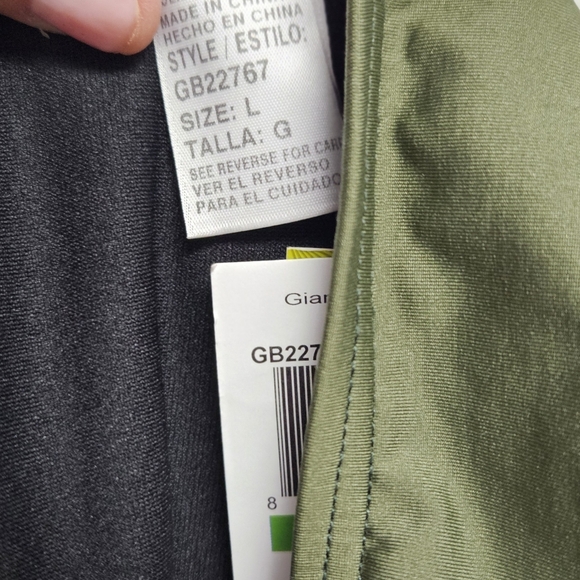 MADE IN CHINA
HECHO EN CHINA
STYLE / ESTILO:
GB22767
SIZE: L
TALLA: G
SEE REVERSE FOR CARE
VER EL REVERSO
PARA EL CUIDADO
Gian
GB227
8